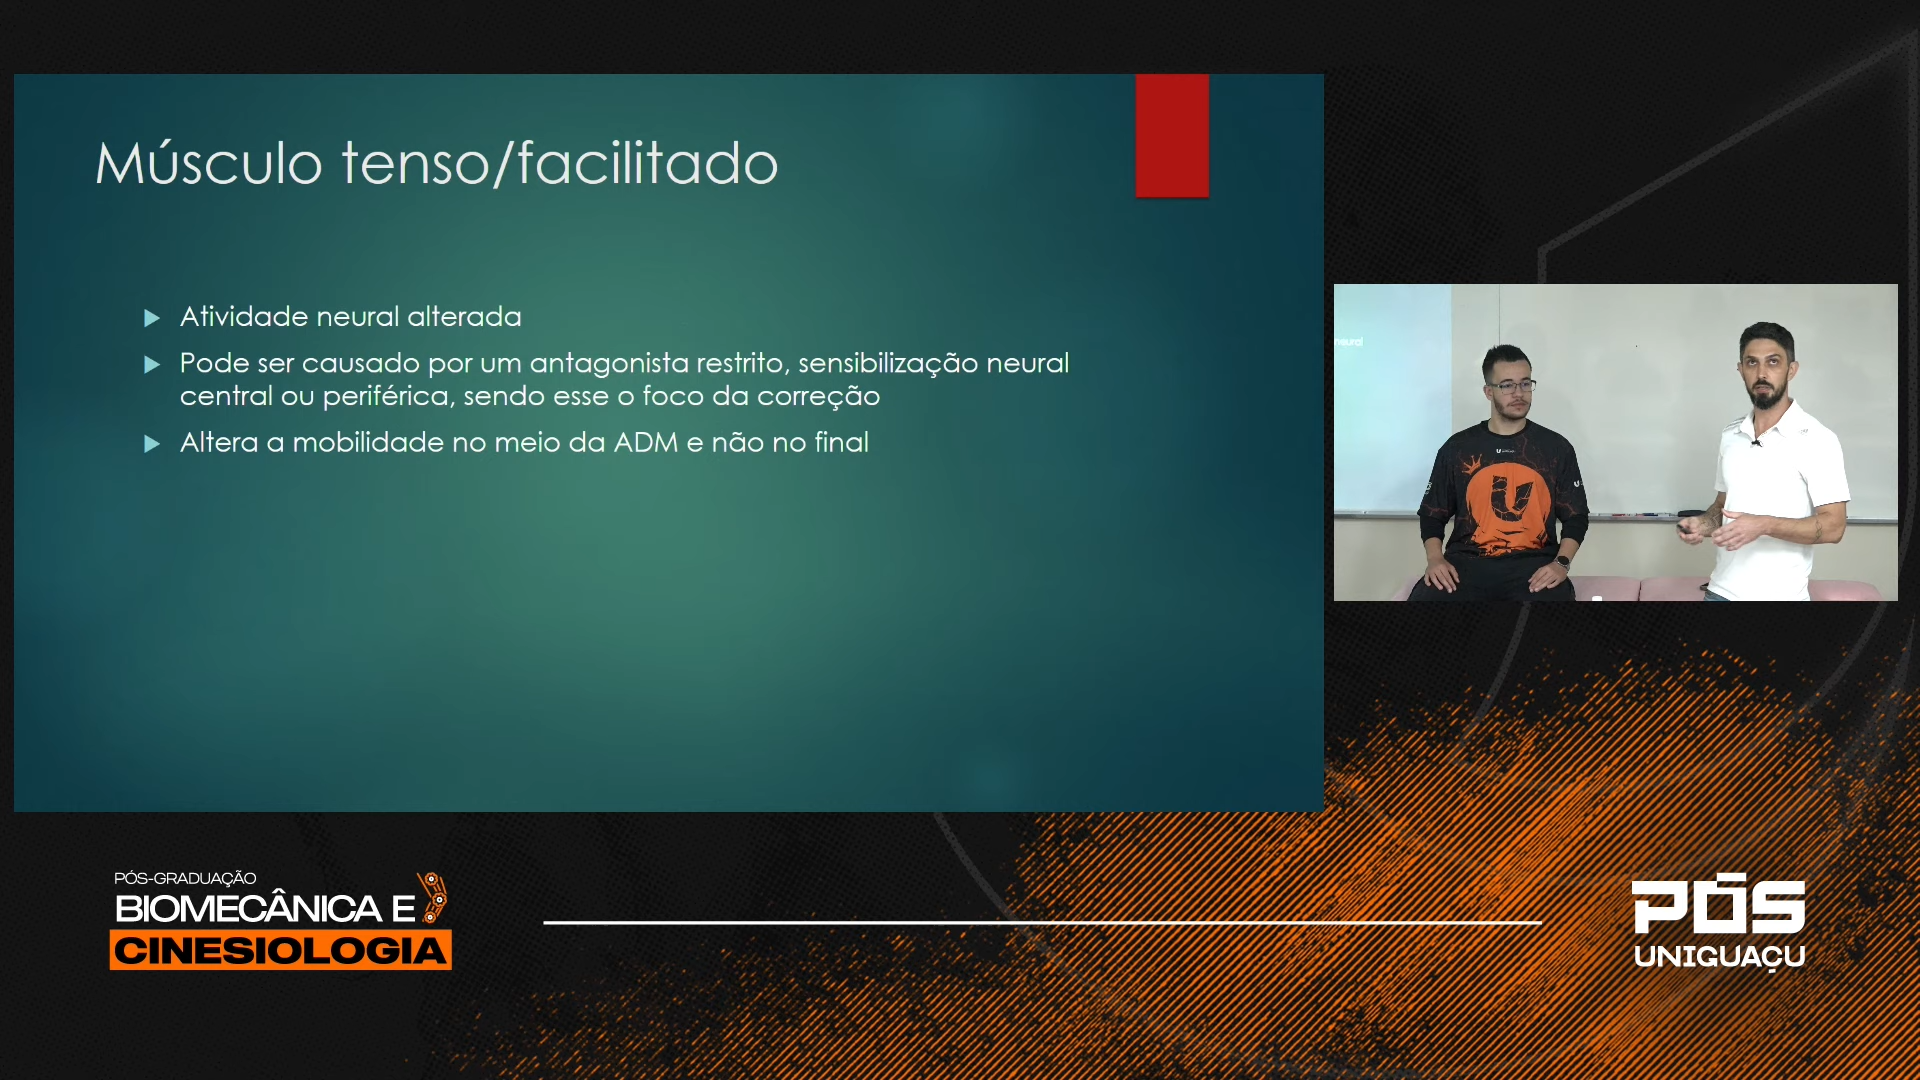 Músculo tenso/facilitado
Atividade neural alterada
Pode ser causado por um antagonista restrito, sensibilização neural
central ou periférica, sendo esse o foco da correção
Altera a mobilidade no meio da ADM e não no final
neural
PÓS-GRADUAÇÃO
BIOMECÂNICA E
CINESIOLOGIA
PÓS
UNIGUAÇU